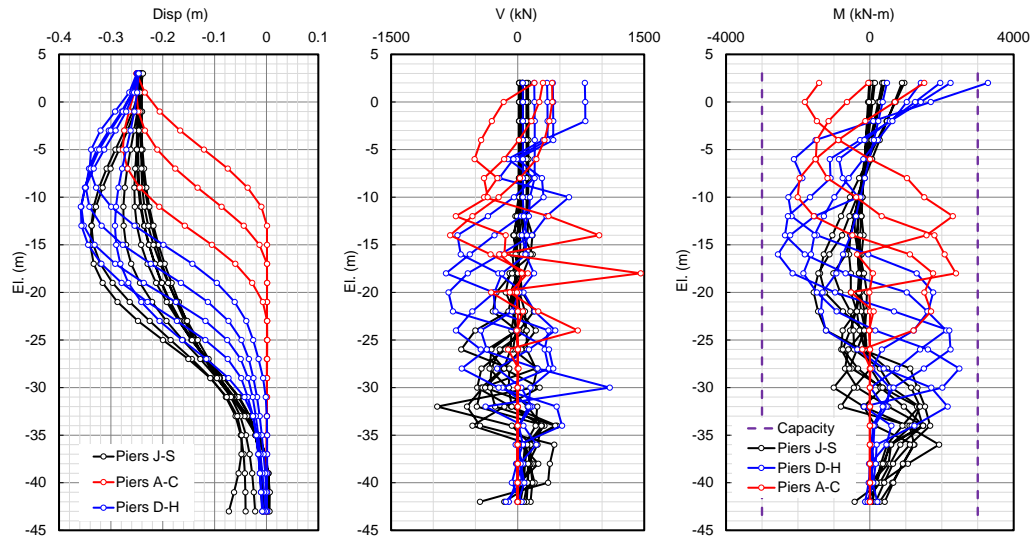 Disp (m)
-0.4 -0.3 -0.2 -0.1 0 0.1
5
0
-5
-10
-15
-20
-25
-30
-35
-40
-45
El. (m)
Piers J-S
Piers A-C
Piers D-H
V (kN)
-1500 0 1500
5
0
-5
-10
-15
-20
-25
-30
-35
-40
-45
El. (m)
M (kN-m)
-4000 0 4000
5
0
-5
-10
-15
-20
-25
-30
-35
-40
-45
El. (m)
Capacity
Piers J-S
Piers D-H
Piers A-C